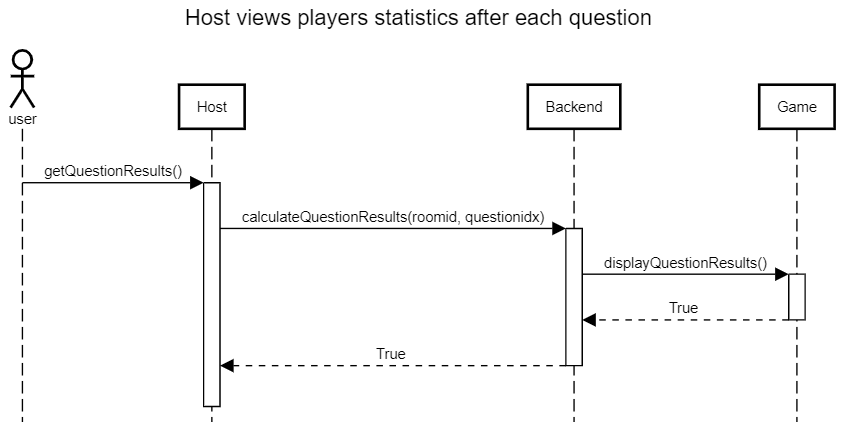 Host views players statistics after each question
user
Host
Backend
Game
getQuestionResults()
calculateQuestionResults(roomid, questionidx)
displayQuestionResults()
True
True